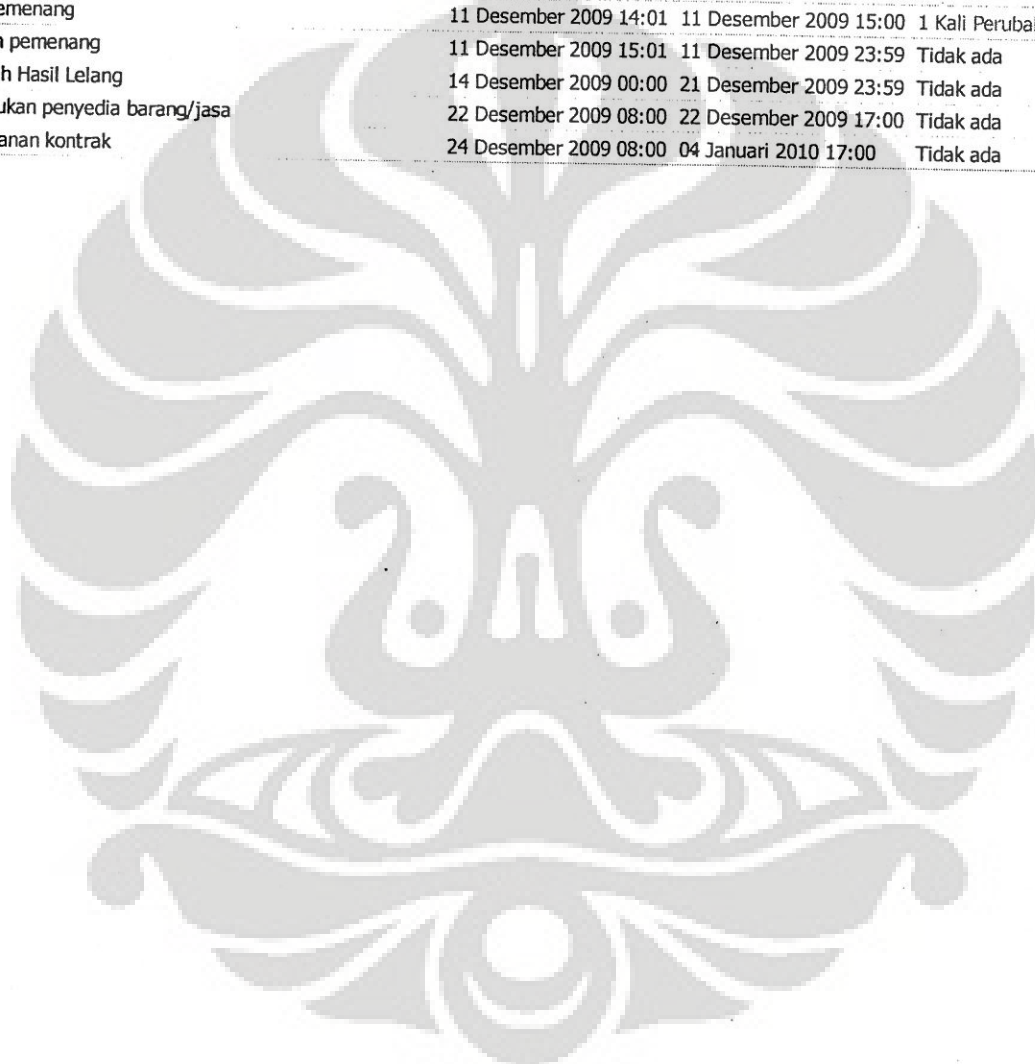 emenang 11 Desember 2009 14:01 11 Desember 2009 15:00 1 Kali Perubal
pemenang 11 Desember 2009 15:01 11 Desember 2009 23:59 Tidak ada
h Hasil Lelang 14 Desember 2009 00:00 21 Desember 2009 23:59 Tidak ada
ukan penyedia barang/jasa 22 Desember 2009 08:00 22 Desember 2009 17:00 Tidak ada
anan kontrak 24 Desember 2009 08:00 04 Januari 2010 17:00 Tidak ada